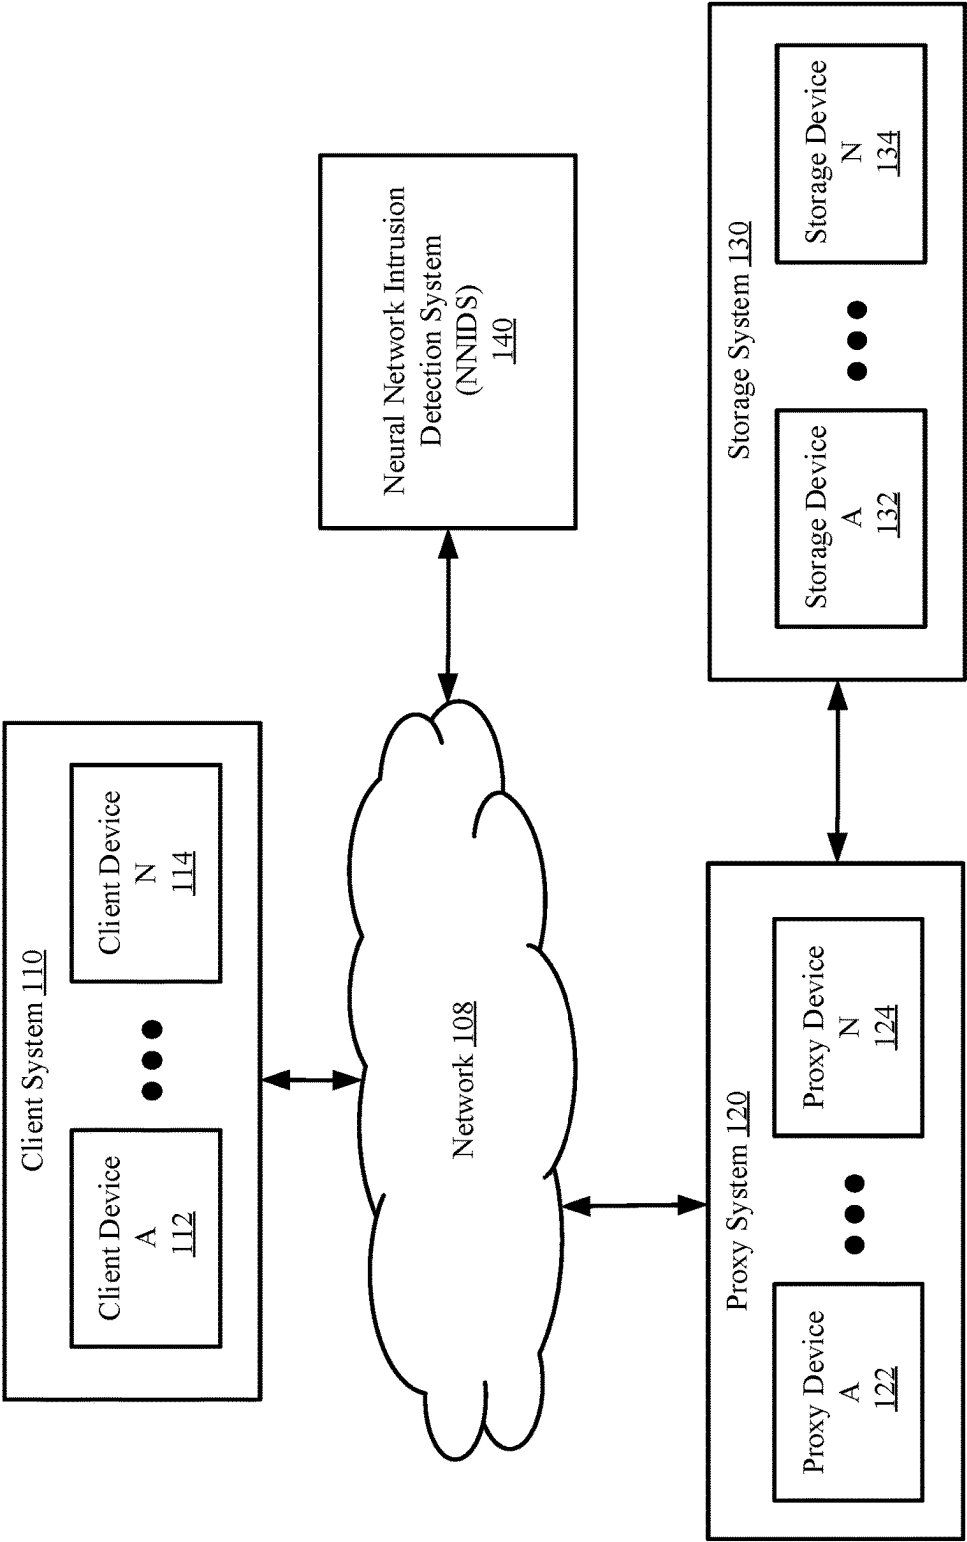 Client System 110
Client Device
A
112
Client Device
N
114
Network 108
Neural Network Intrusion
Detection System
(NNIDS)
140
Proxy System 120
Proxy Device
A
122
Proxy Device
N
124
Storage System 130
Storage Device
A
132
Storage Device
N
134